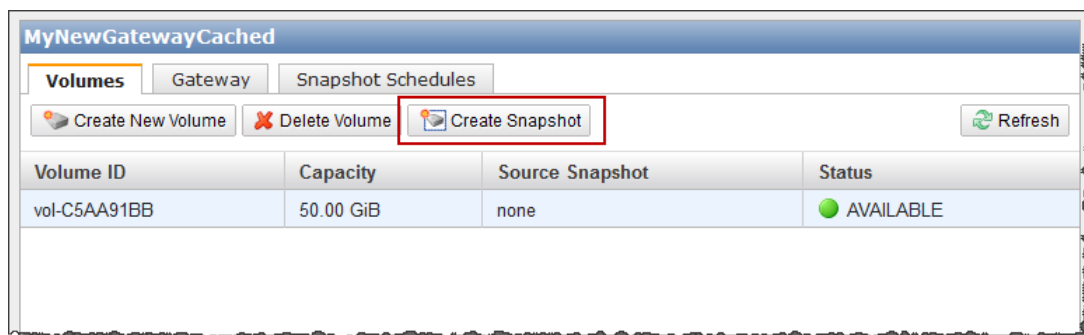 MyNewGatewayCached
Volumes Gateway Snapshot Schedules
Create New Volume Delete Volume Create Snapshot Refresh
Volume ID Capacity Source Snapshot Status
vol-C5AA91BB 50.00 GiB none AVAILABLE